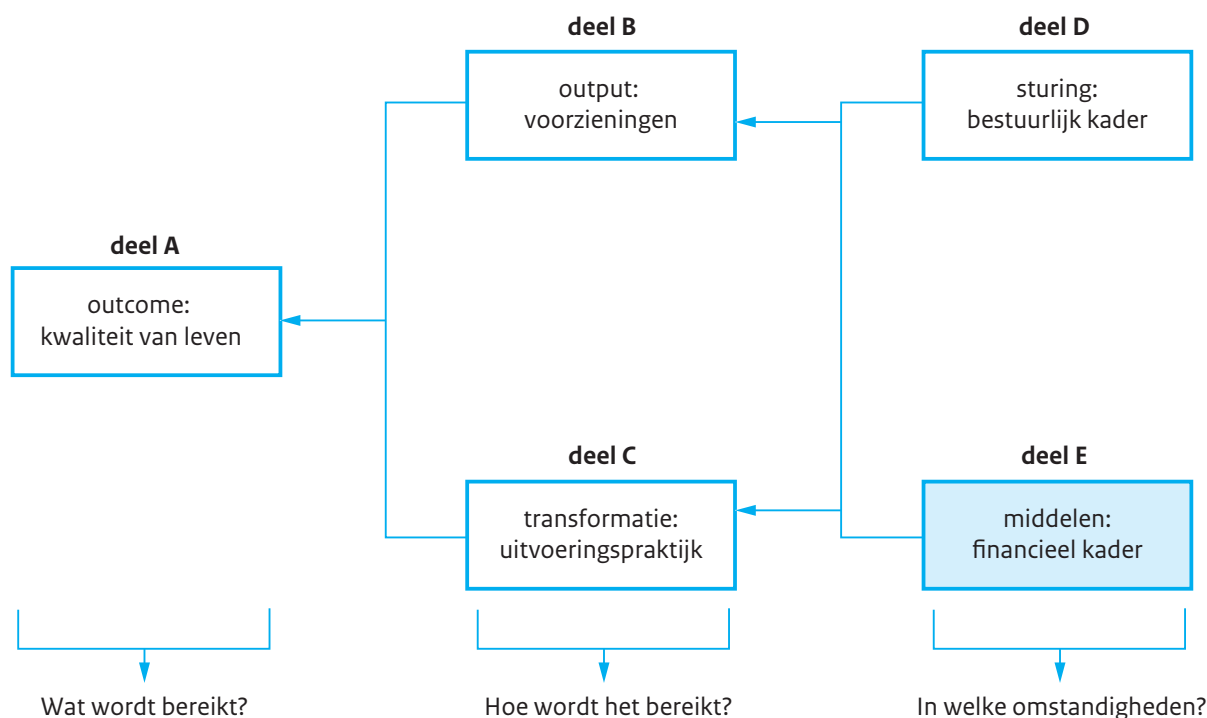 deel B
output:
voorzieningen
deel D
sturing:
bestuurlijk kader
deel A
outcome:
kwaliteit van leven
deel C
transformatie:
uitvoeringspraktijk
deel E
middelen:
financieel kader
Wat wordt bereikt?
Hoe wordt het bereikt?
In welke omstandigheden?